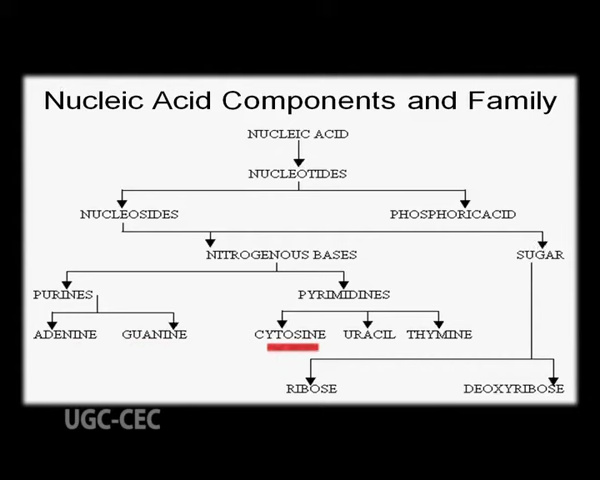 Nucleic Acid Components and Family
NUCLEIC ACID
NUCLEOTIDES
NUCLEOSIDES PHOSPHORICACID
NITROGENOUS BASES SUGAR
PURINES PYRIMIDINES
ADENINE GUANINE CYTOSINE URACIL THYMINE
RIBOSE DEOXYRIBOSE
UGC-CEC